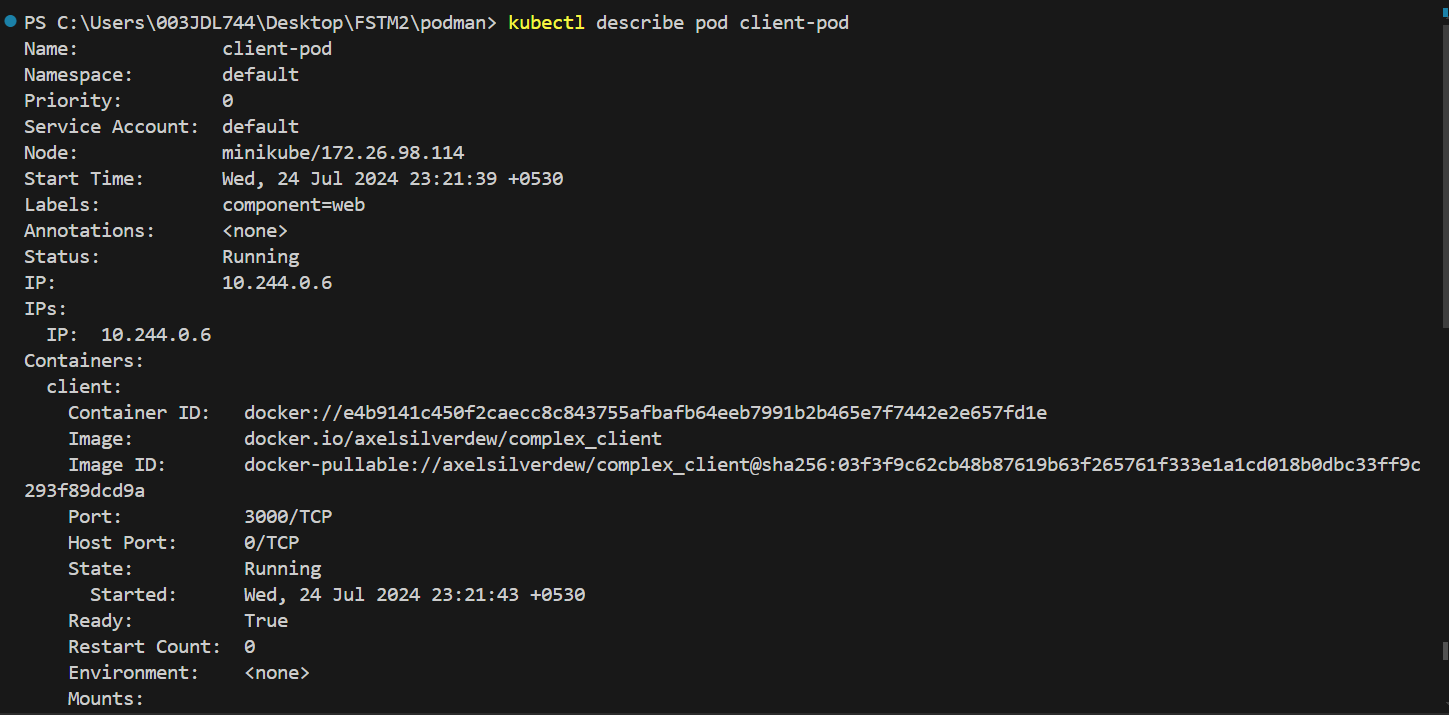 PS C:\Users\003JDL744\Desktop\FSTM2\podman> kubectl describe pod client-pod
Name:             client-pod
Namespace:        default
Priority:         0
Service Account:  default
Node:             minikube/172.26.98.114
Start Time:       Wed, 24 Jul 2024 23:21:39 +0530
Labels:           component=web
Annotations:      <none>
Status:           Running
IP:               10.244.0.6
IPs:
  IP:  10.244.0.6
Containers:
  client:
    Container ID:   docker://e4b9141c450f2caecc8c843755afbafb64eeb7991b2b465e7f7442e2e657fd1e
    Image:          docker.io/axelsilverdew/complex_client
    Image ID:       docker-pullable://axelsilverdew/complex_client@sha256:03f3f9c62cb48b87619b63f265761f333e1a1cd018b0dbc33ff9c
293f89dcd9a
    Port:           3000/TCP
    Host Port:      0/TCP
    State:          Running
      Started:      Wed, 24 Jul 2024 23:21:43 +0530
    Ready:          True
    Restart Count:  0
    Environment:    <none>
    Mounts: